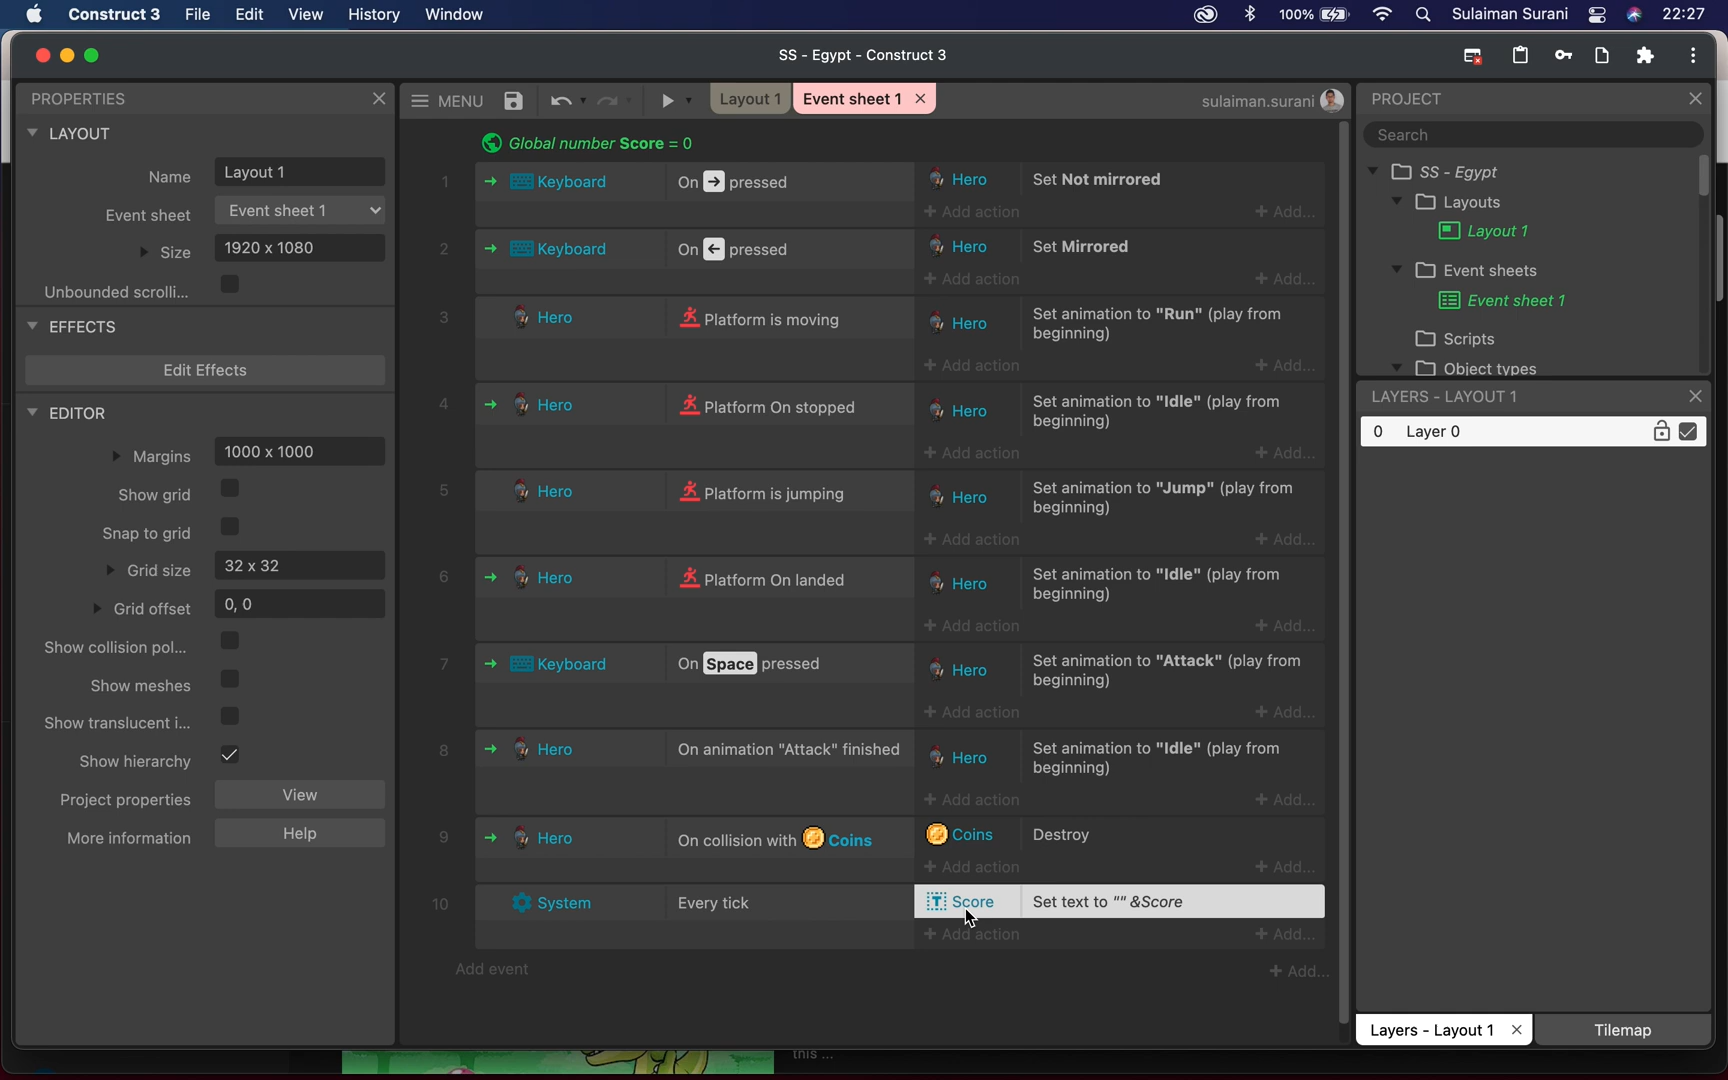 Construct 3 File Edit View History Window 100% Sulaiman Surani 22:27
SS - Egypt - Construct 3
PROPERTIES
LAYOUT
Name Layout 1
Event sheet Event sheet 1
Size 1920 x 1080
Unbounded scrolli...
EFFECTS
Edit Effects
EDITOR
Margins 1000 x 1000
Show grid
Snap to grid
Grid size 32 x 32
Grid offset 0, 0
Show collision pol...
Show meshes
Show translucent i...
Show hierarchy
Project properties View
More information Help
MENU Layout 1 Event sheet 1 sulaiman.surani
Global number Score = 0
1 Keyboard On → pressed Hero Set Not mirrored
+ Add action + Add...
2 Keyboard On ← pressed Hero Set Mirrored
+ Add action + Add...
3 Hero Platform is moving Hero Set animation to "Run" (play from
beginning)
+ Add action + Add...
4 Hero Platform On stopped Hero Set animation to "Idle" (play from
beginning)
+ Add action + Add...
5 Hero Platform is jumping Hero Set animation to "Jump" (play from
beginning)
+ Add action + Add...
6 Hero Platform On landed Hero Set animation to "Idle" (play from
beginning)
+ Add action + Add...
7 Keyboard On Space pressed Hero Set animation to "Attack" (play from
beginning)
+ Add action + Add...
8 Hero On animation "Attack" finished Hero Set animation to "Idle" (play from
beginning)
+ Add action + Add...
9 Hero On collision with Coins Coins Destroy
+ Add action + Add...
10 System Every tick Score Set text to "" &Score
+ Add action + Add...
Add event + Add...
this ...
PROJECT
Search
SS - Egypt
Layouts
Layout 1
Event sheets
Event sheet 1
Scripts
Object types
LAYERS - LAYOUT 1
0 Layer 0
Layers - Layout 1 Tilemap